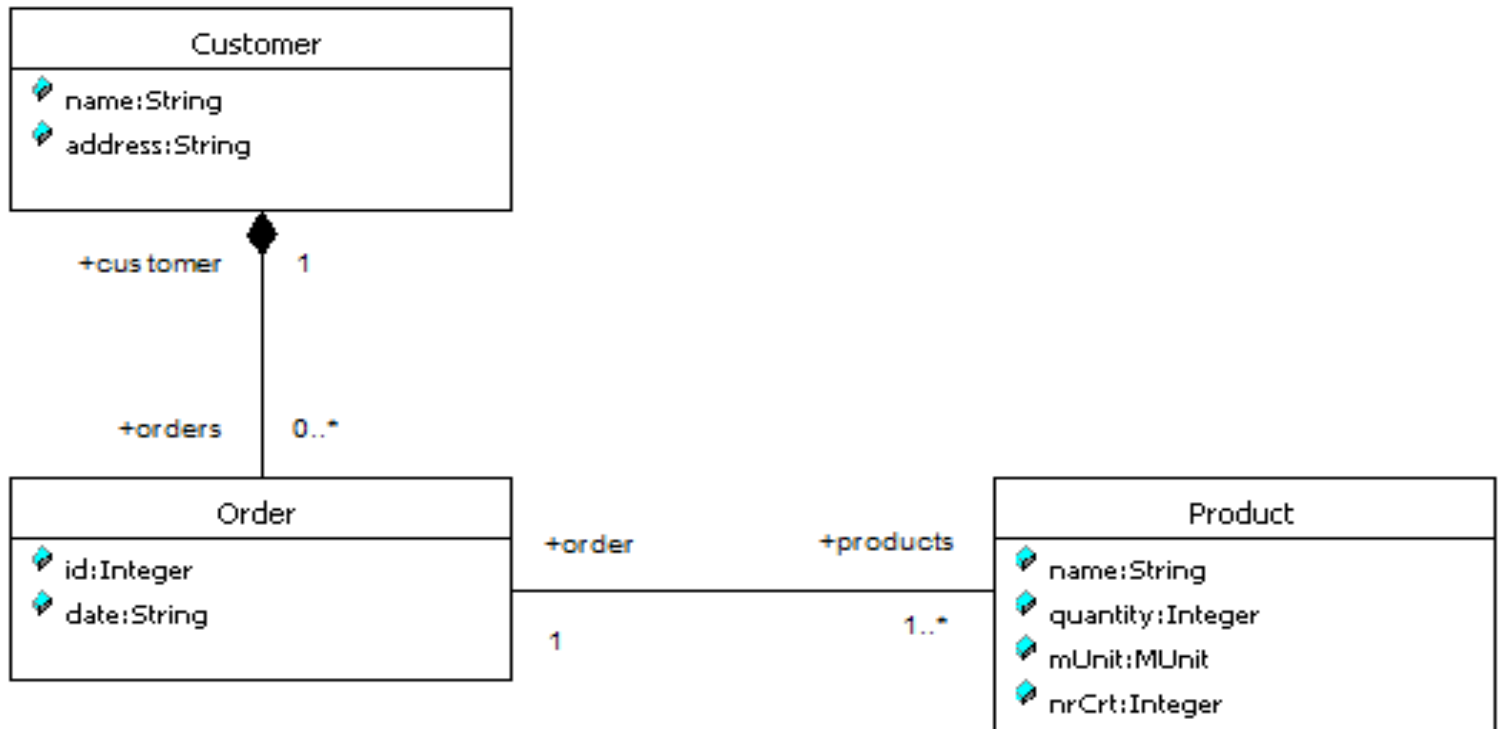 Customer
name:String
address:String
+customer 1
+orders 0..*
Order
id:Integer
date:String
+order +products
1 1..*
Product
name:String
quantity:Integer
mUnit:MUnit
nrCrt:Integer